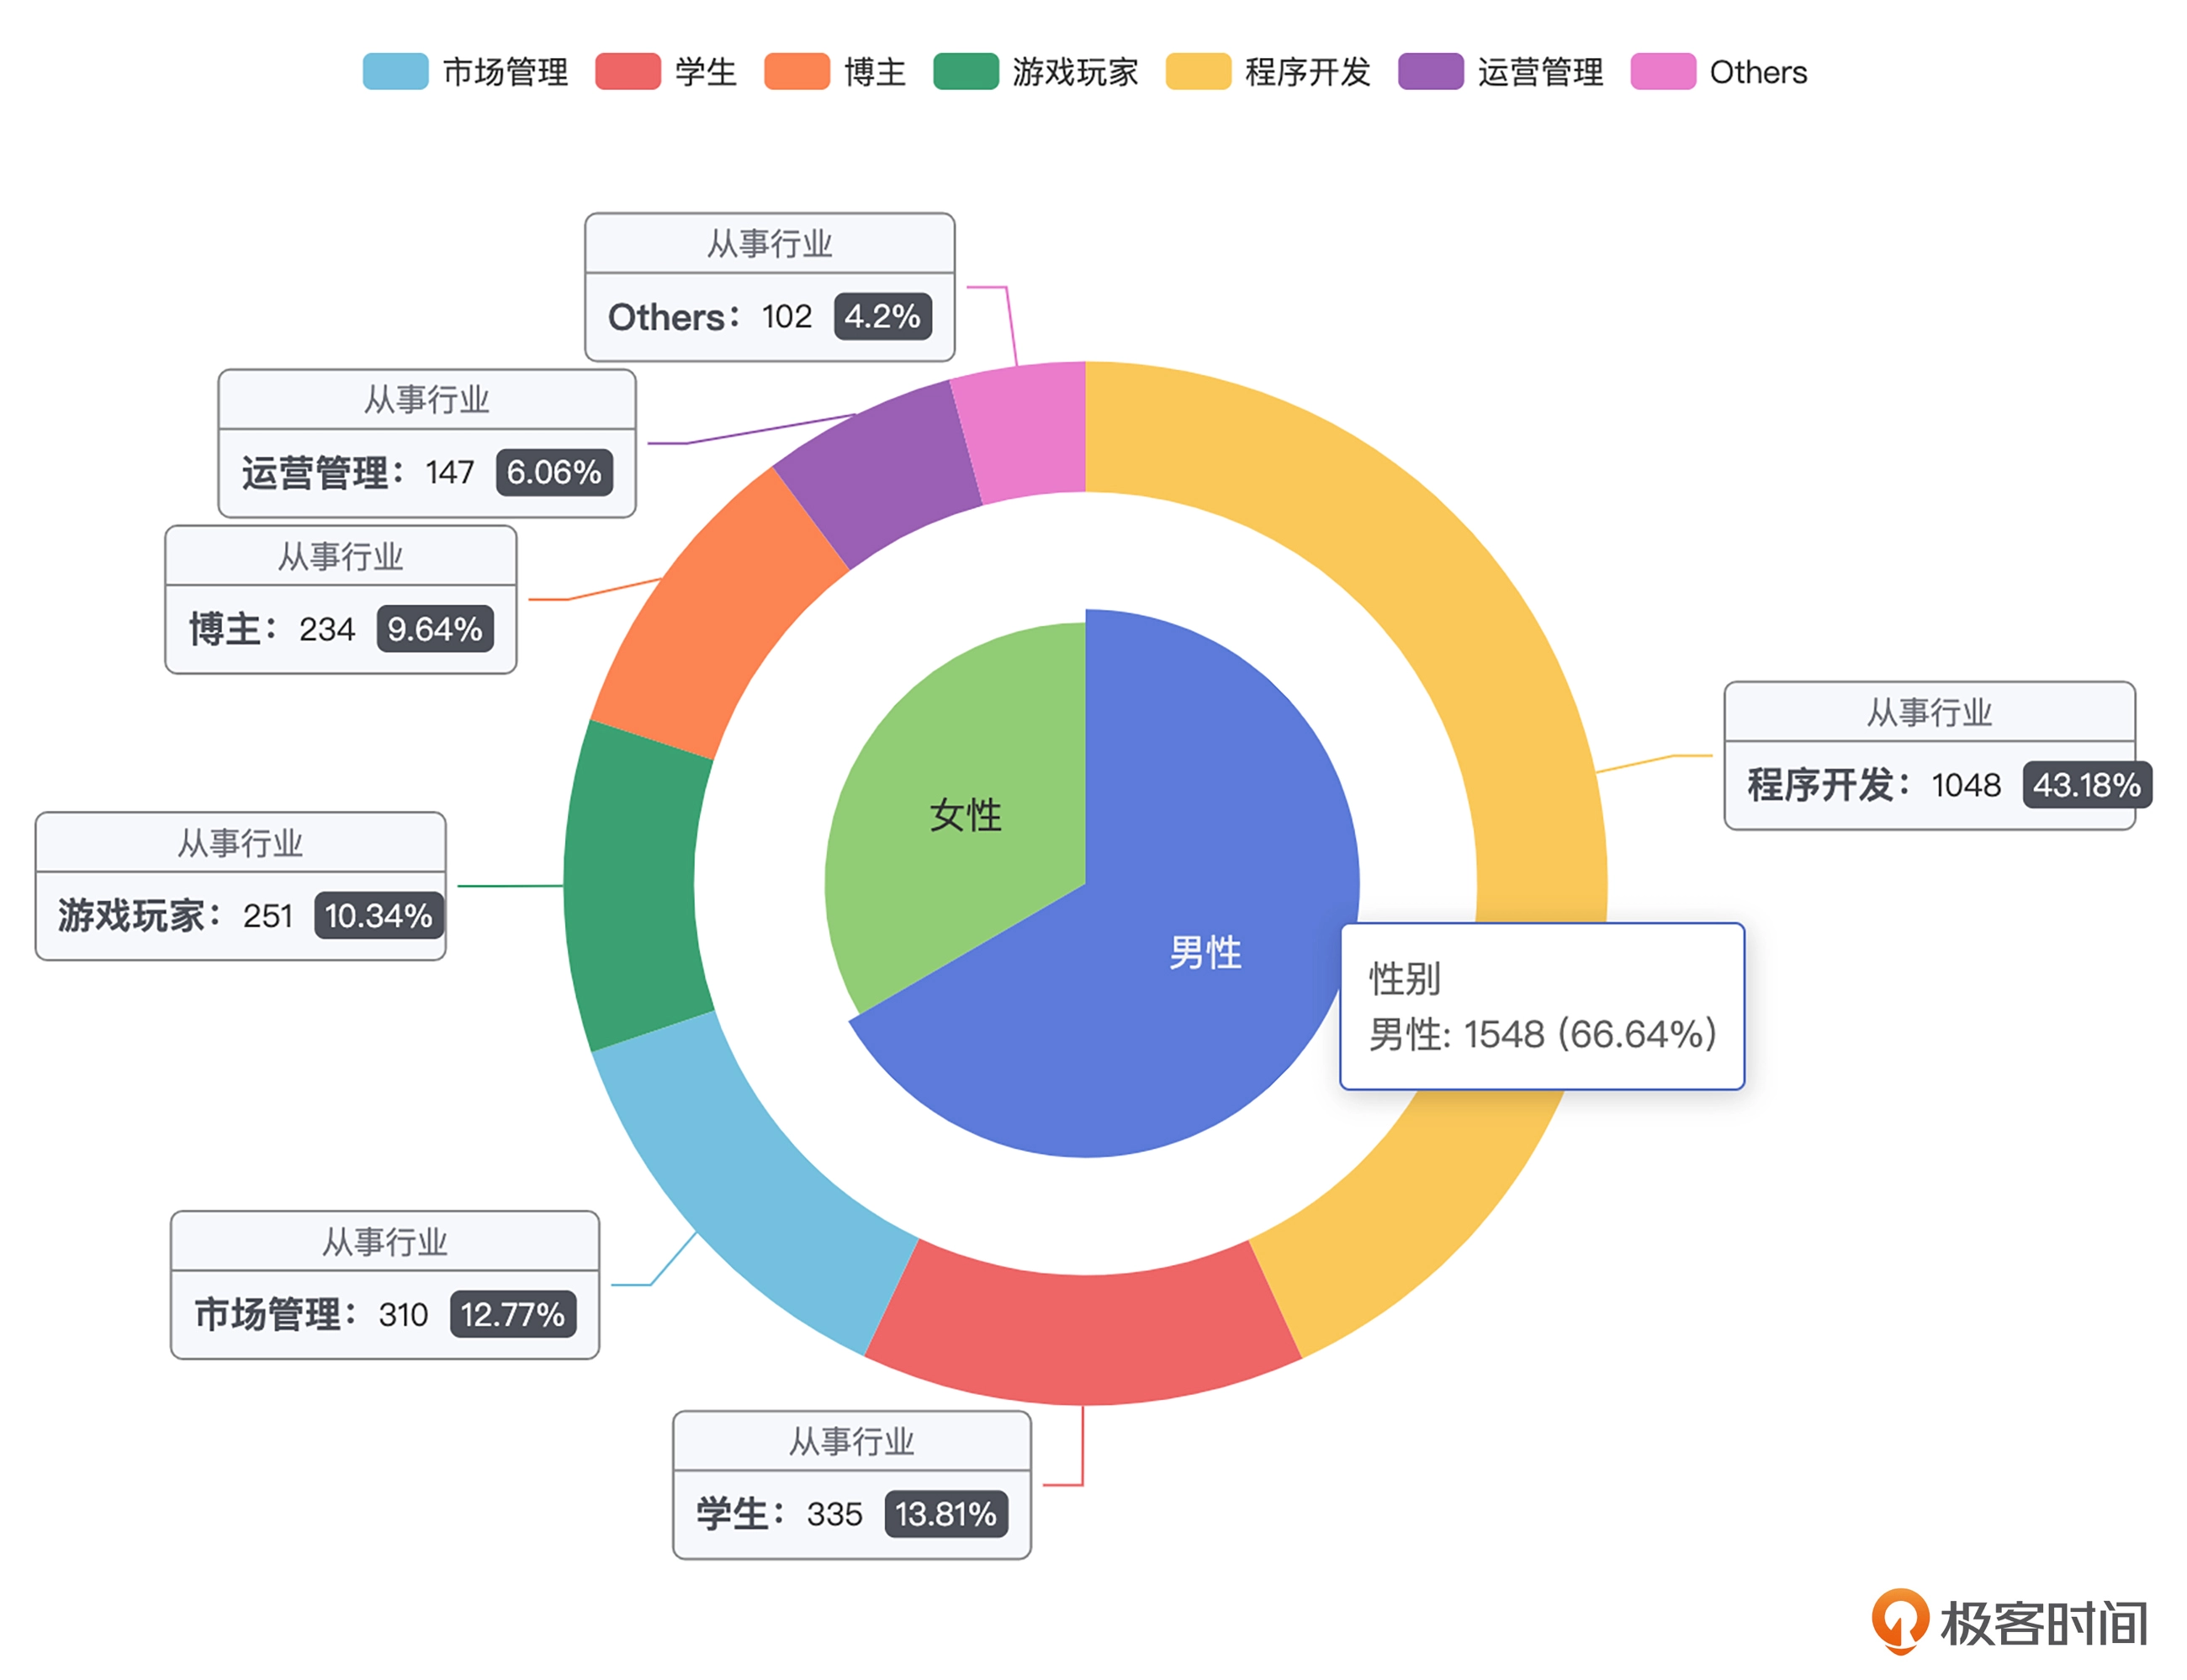 市场管理 学生 博主 游戏玩家 程序开发 运营管理 Others
从事行业
Others：102 4.2%
从事行业
运营管理：147 6.06%
从事行业
博主：234 9.64%
从事行业
程序开发：1048 43.18%
女性
从事行业
游戏玩家：251 10.34%
男性
性别
男性: 1548 (66.64%)
从事行业
市场管理：310 12.77%
从事行业
学生：335 13.81%
极客时间